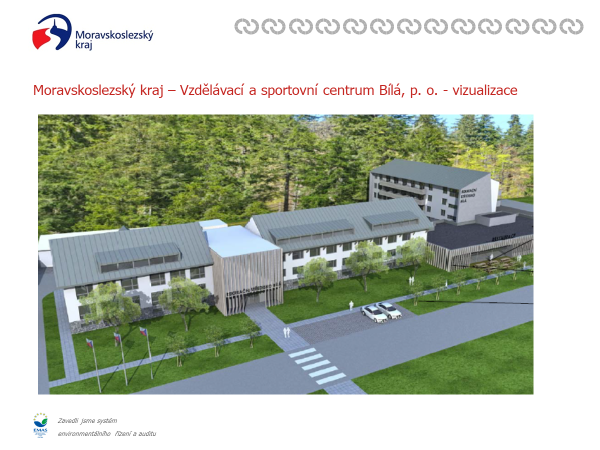 Moravskoslezský
kraj
Moravskoslezský kraj – Vzdělávací a sportovní centrum Bílá, p. o. - vizualizace
EMAS
Zavedli jsme systém
environmentálního řízení a auditu